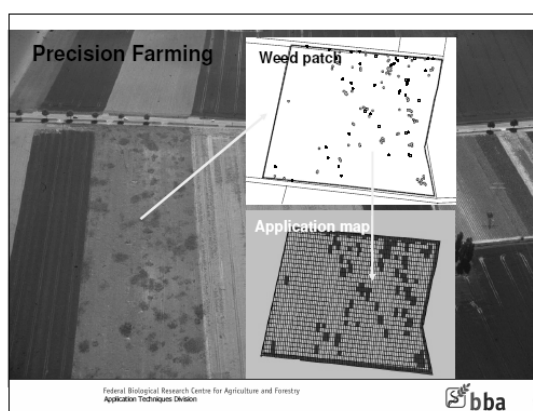 Precision Farming
Weed patch
Application map
Federal Biological Research Centre for Agriculture and Forestry
Application Techniques Division
bba